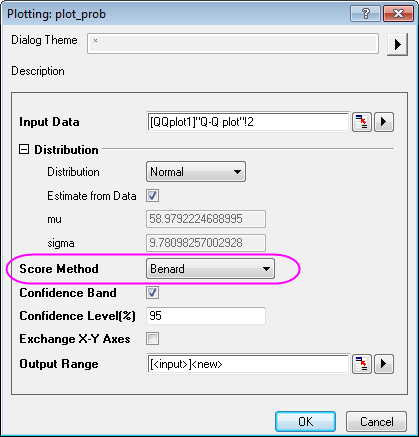 Plotting: plot_prob
Dialog Theme *
Description
Input Data [QQplot1]"Q-Q plot"!2
Distribution
Distribution Normal
Estimate from Data
mu 58.9792224688995
sigma 9.78098257002928
Score Method Benard
Confidence Band
Confidence Level(%) 95
Exchange X-Y Axes
Output Range [<input>]<new>
OK Cancel